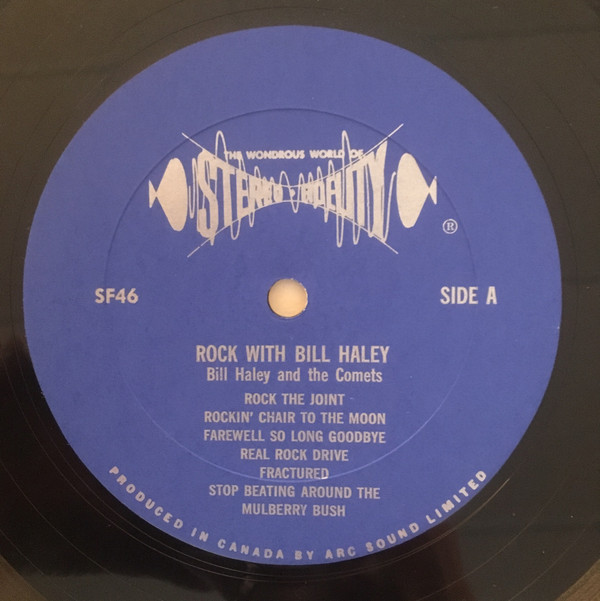 THE WONDROUS WORLD OF
STEREO-FIDELITY
®
SF46
SIDE A
ROCK WITH BILL HALEY
Bill Haley and the Comets
ROCK THE JOINT
ROCKIN' CHAIR TO THE MOON
FAREWELL SO LONG GOODBYE
REAL ROCK DRIVE
FRACTURED
STOP BEATING AROUND THE
MULBERRY BUSH
PRODUCED IN CANADA BY ARC SOUND LIMITED